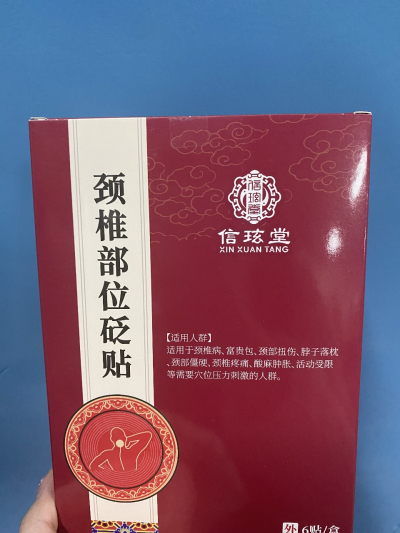 颈椎部位砭贴
信玹堂
信玹堂
XIN XUAN TANG
【适用人群】
适用于颈椎病、富贵包、颈部扭伤、脖子落枕
、颈部僵硬、颈椎疼痛、酸麻肿胀、活动受限
等需要穴位压力刺激的人群。
外 6贴/盒